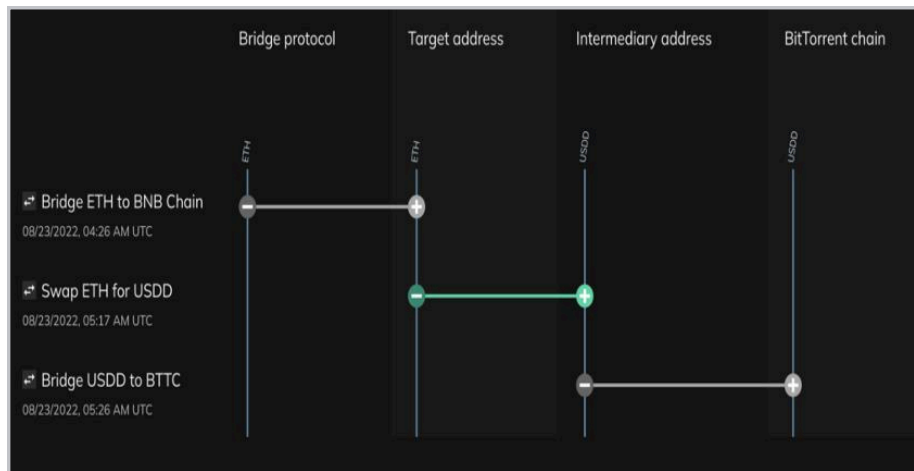 Bridge protocol
Target address
Intermediary address
BitTorrent chain
ETH
ETH
USDD
USDD
Bridge ETH to BNB Chain
08/23/2022, 04:26 AM UTC
Swap ETH for USDD
08/23/2022, 05:17 AM UTC
Bridge USDD to BTTC
08/23/2022, 05:26 AM UTC